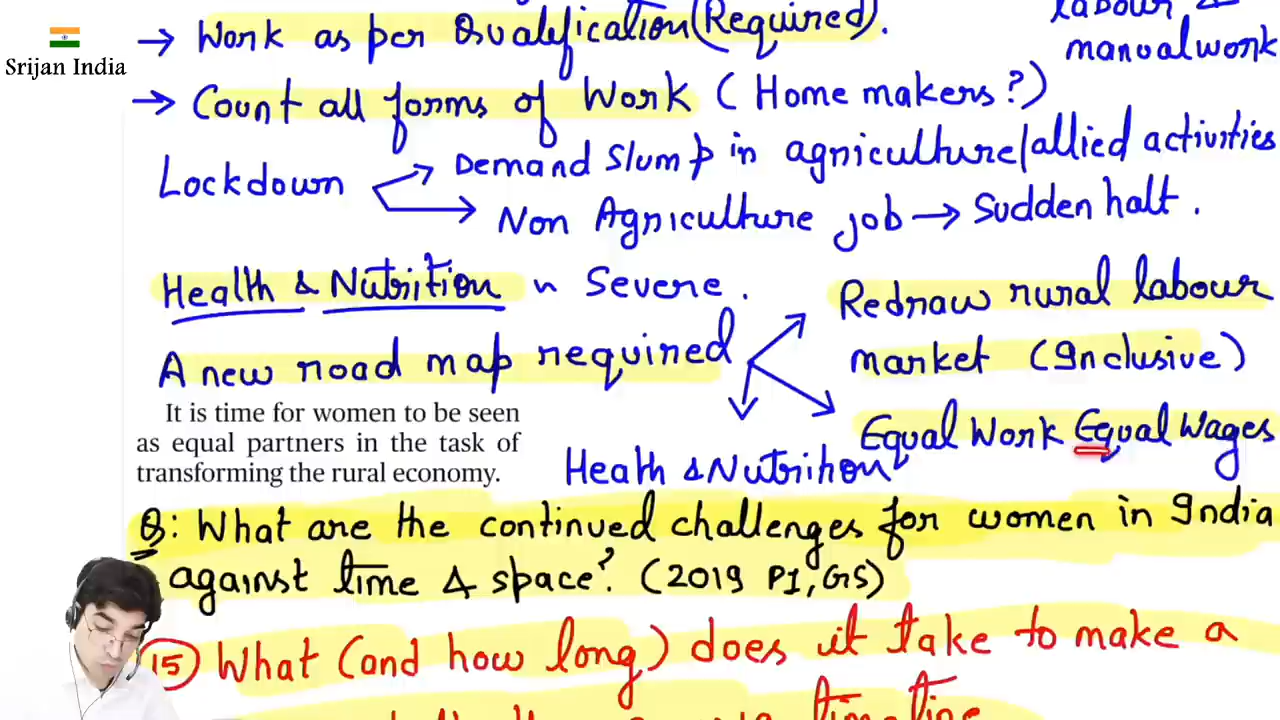 labour
→ Work as per Qualification (Required).
manual work
Srijan India
→ Count all forms of Work (Home makers?)
Lockdown
Demand Slump in agriculture/allied activities
Non Agriculture job → Sudden halt.
Health & Nutrition Severe.
Redraw rural labour
market (Inclusive)
A new road map required
Equal Work Equal Wages
Health & Nutrition
It is time for women to be seen
as equal partners in the task of
transforming the rural economy.
Q: What are the continued challenges for women in India
against time & space? (2019 P1, GS)
15 What (and how long) does it take to make a
timeline